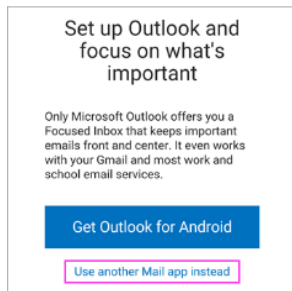 Set up Outlook and
focus on what's
important
Only Microsoft Outlook offers you a
Focused Inbox that keeps important
emails front and center. It even works
with your Gmail and most work and
school email services.
Get Outlook for Android
Use another Mail app instead